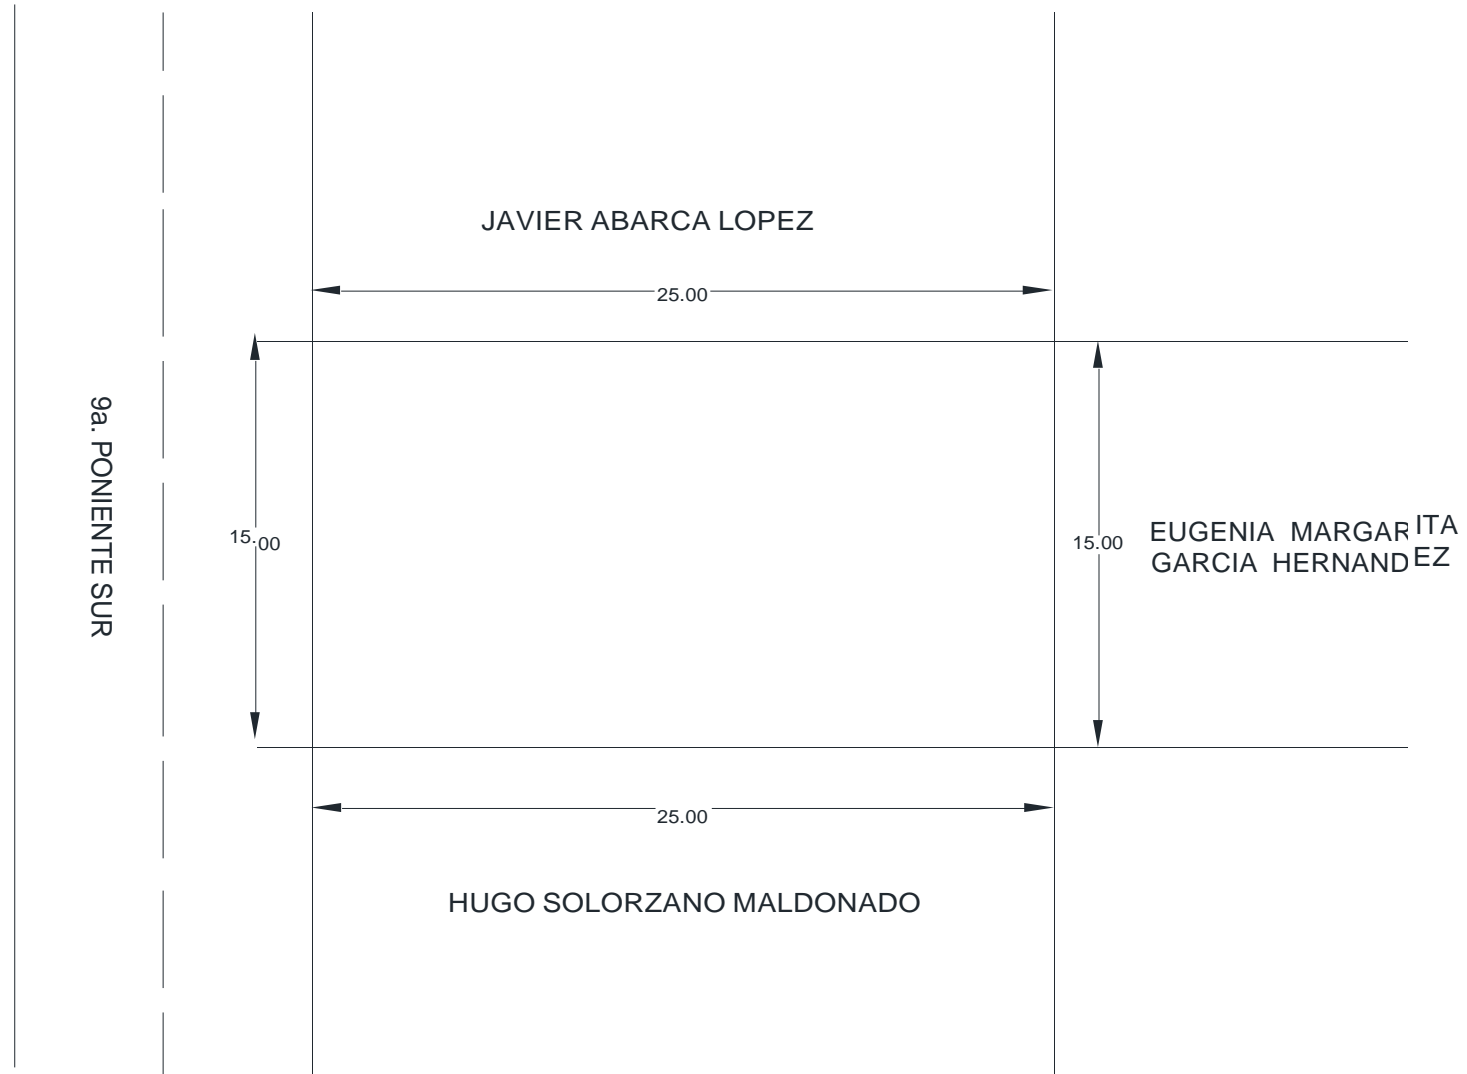 JAVIER ABARCA LOPEZ
25.00
9a. PONIENTE SUR
15.00
15.00
EUGENIA MARGARITA
GARCIA HERNANDEZ
25.00
HUGO SOLORZANO MALDONADO